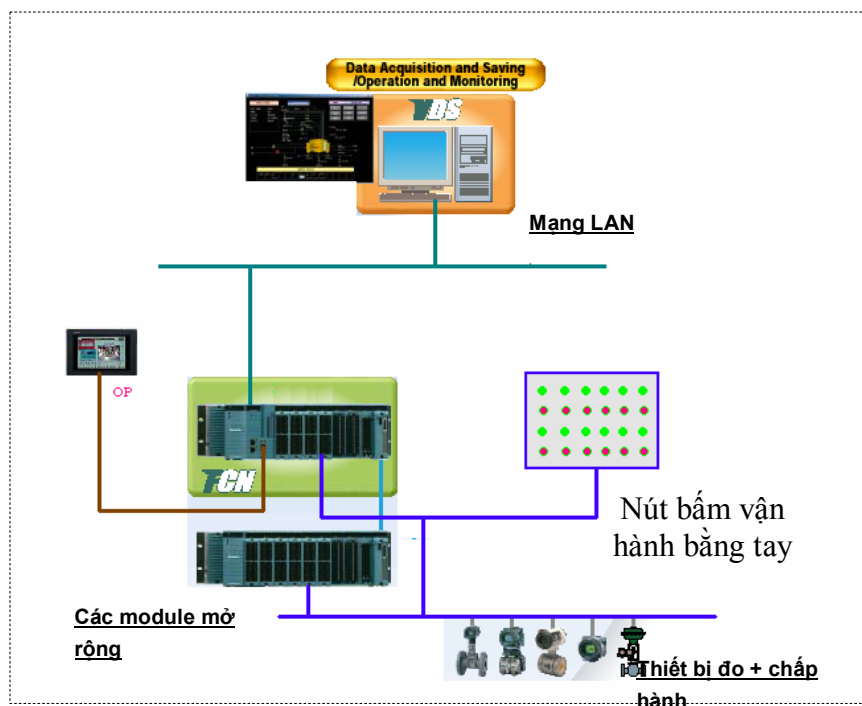 Data Acquisition and Saving
/Operation and Monitoring
VDS
Mạng LAN
OP
FCN
Nút bấm vận
hành bằng tay
Các module mở
rộng
Thiết bị đo + chấp
hành